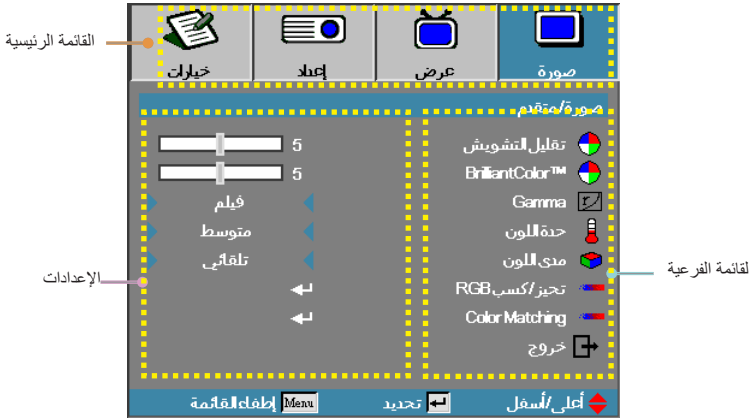 القائمة الرئيسية
صورة عرض إعداد خيارات
صورة/متقدم
تقليل التشويش 5
BrilliantColor™ 5
Gamma فيلم
حدة اللون متوسط
مدى اللون تلقائي
تحيز/كسب RGB
Color Matching
خروج
لقائمة الفرعية
الإعدادات
أعلى/أسفل تحديد Menu إطفاء القائمة